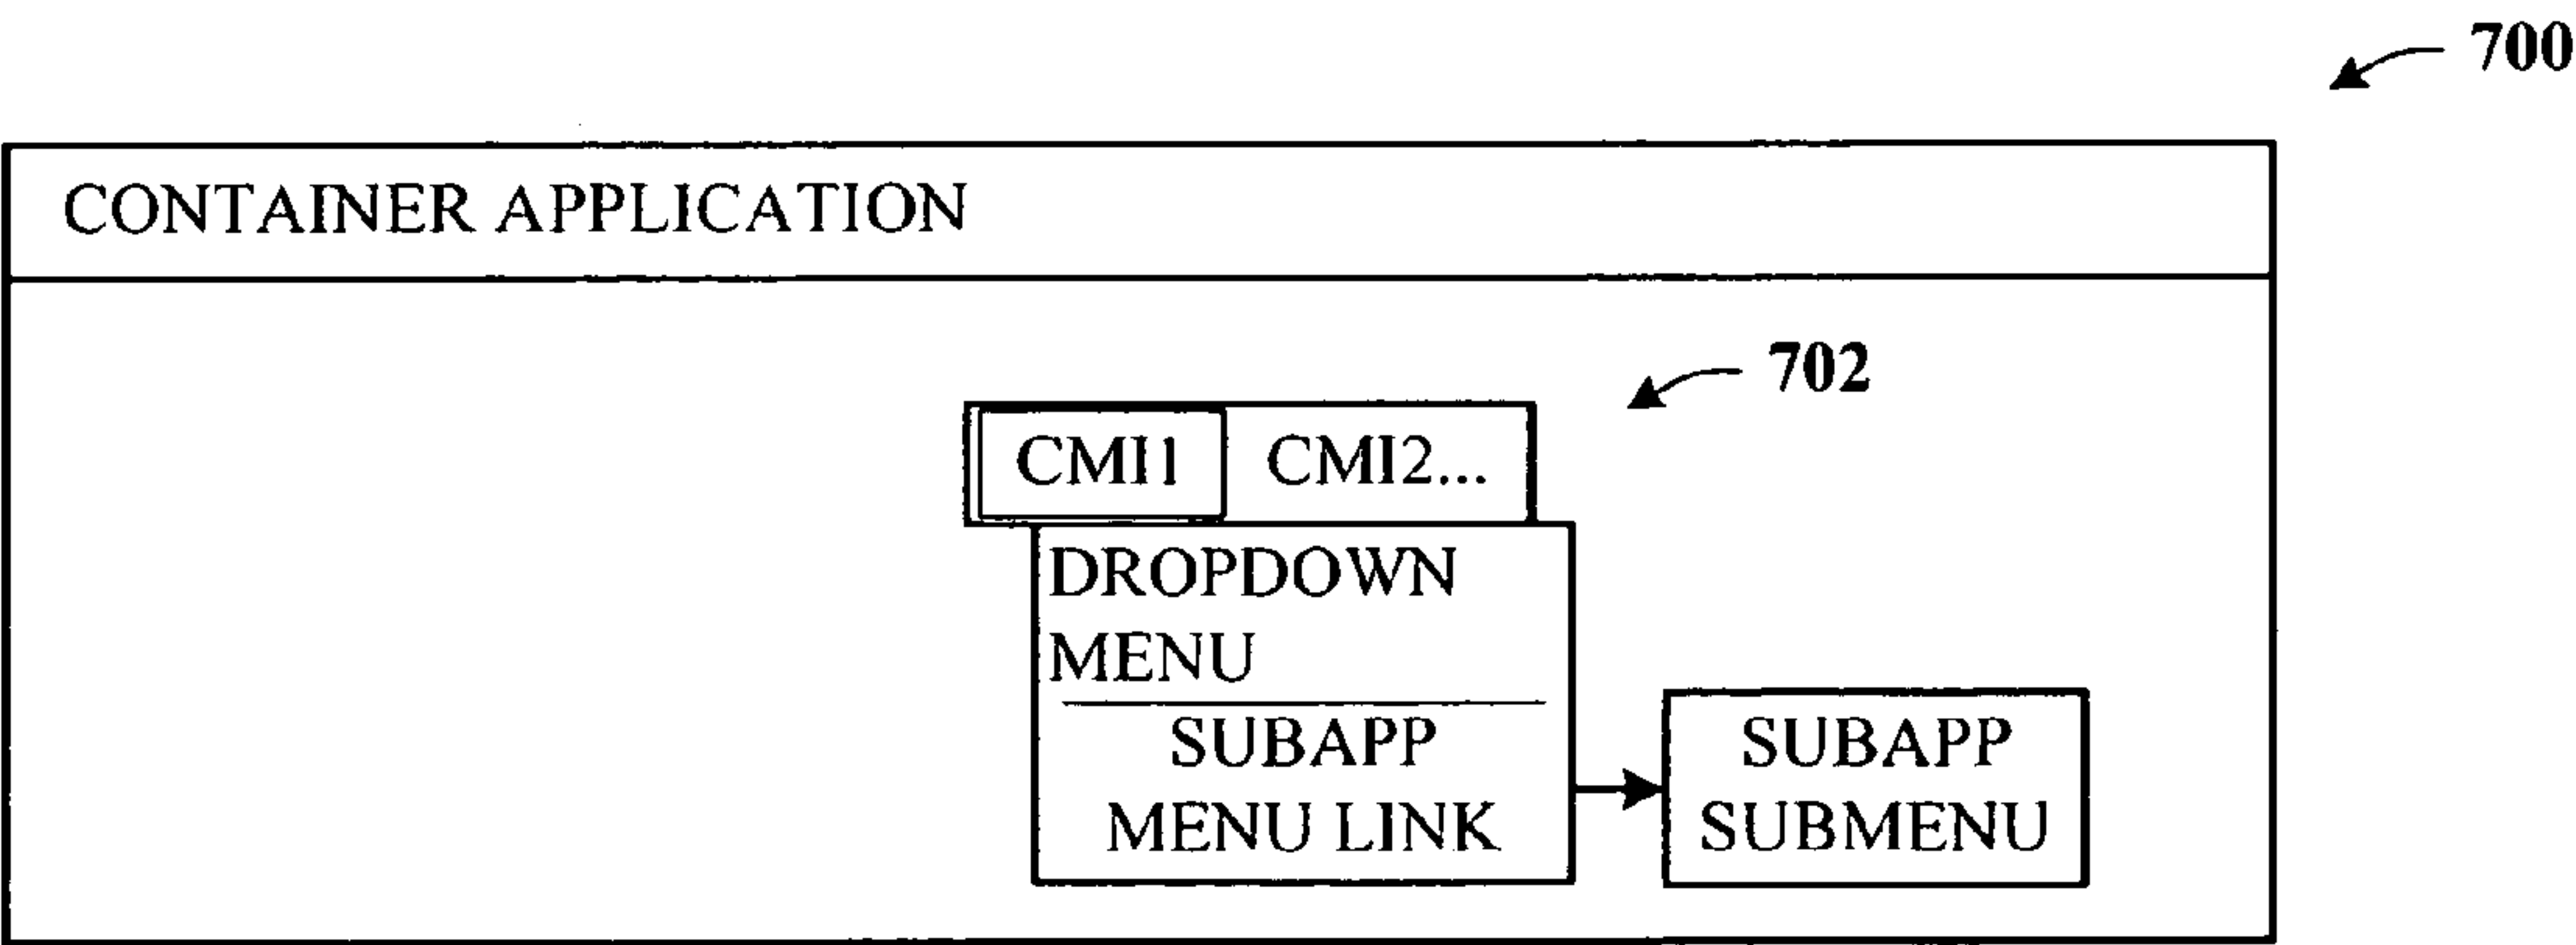 700
CONTAINER APPLICATION
702
CMI1 CMI2...
DROPDOWN
MENU
SUBAPP
MENU LINK
SUBAPP
SUBMENU